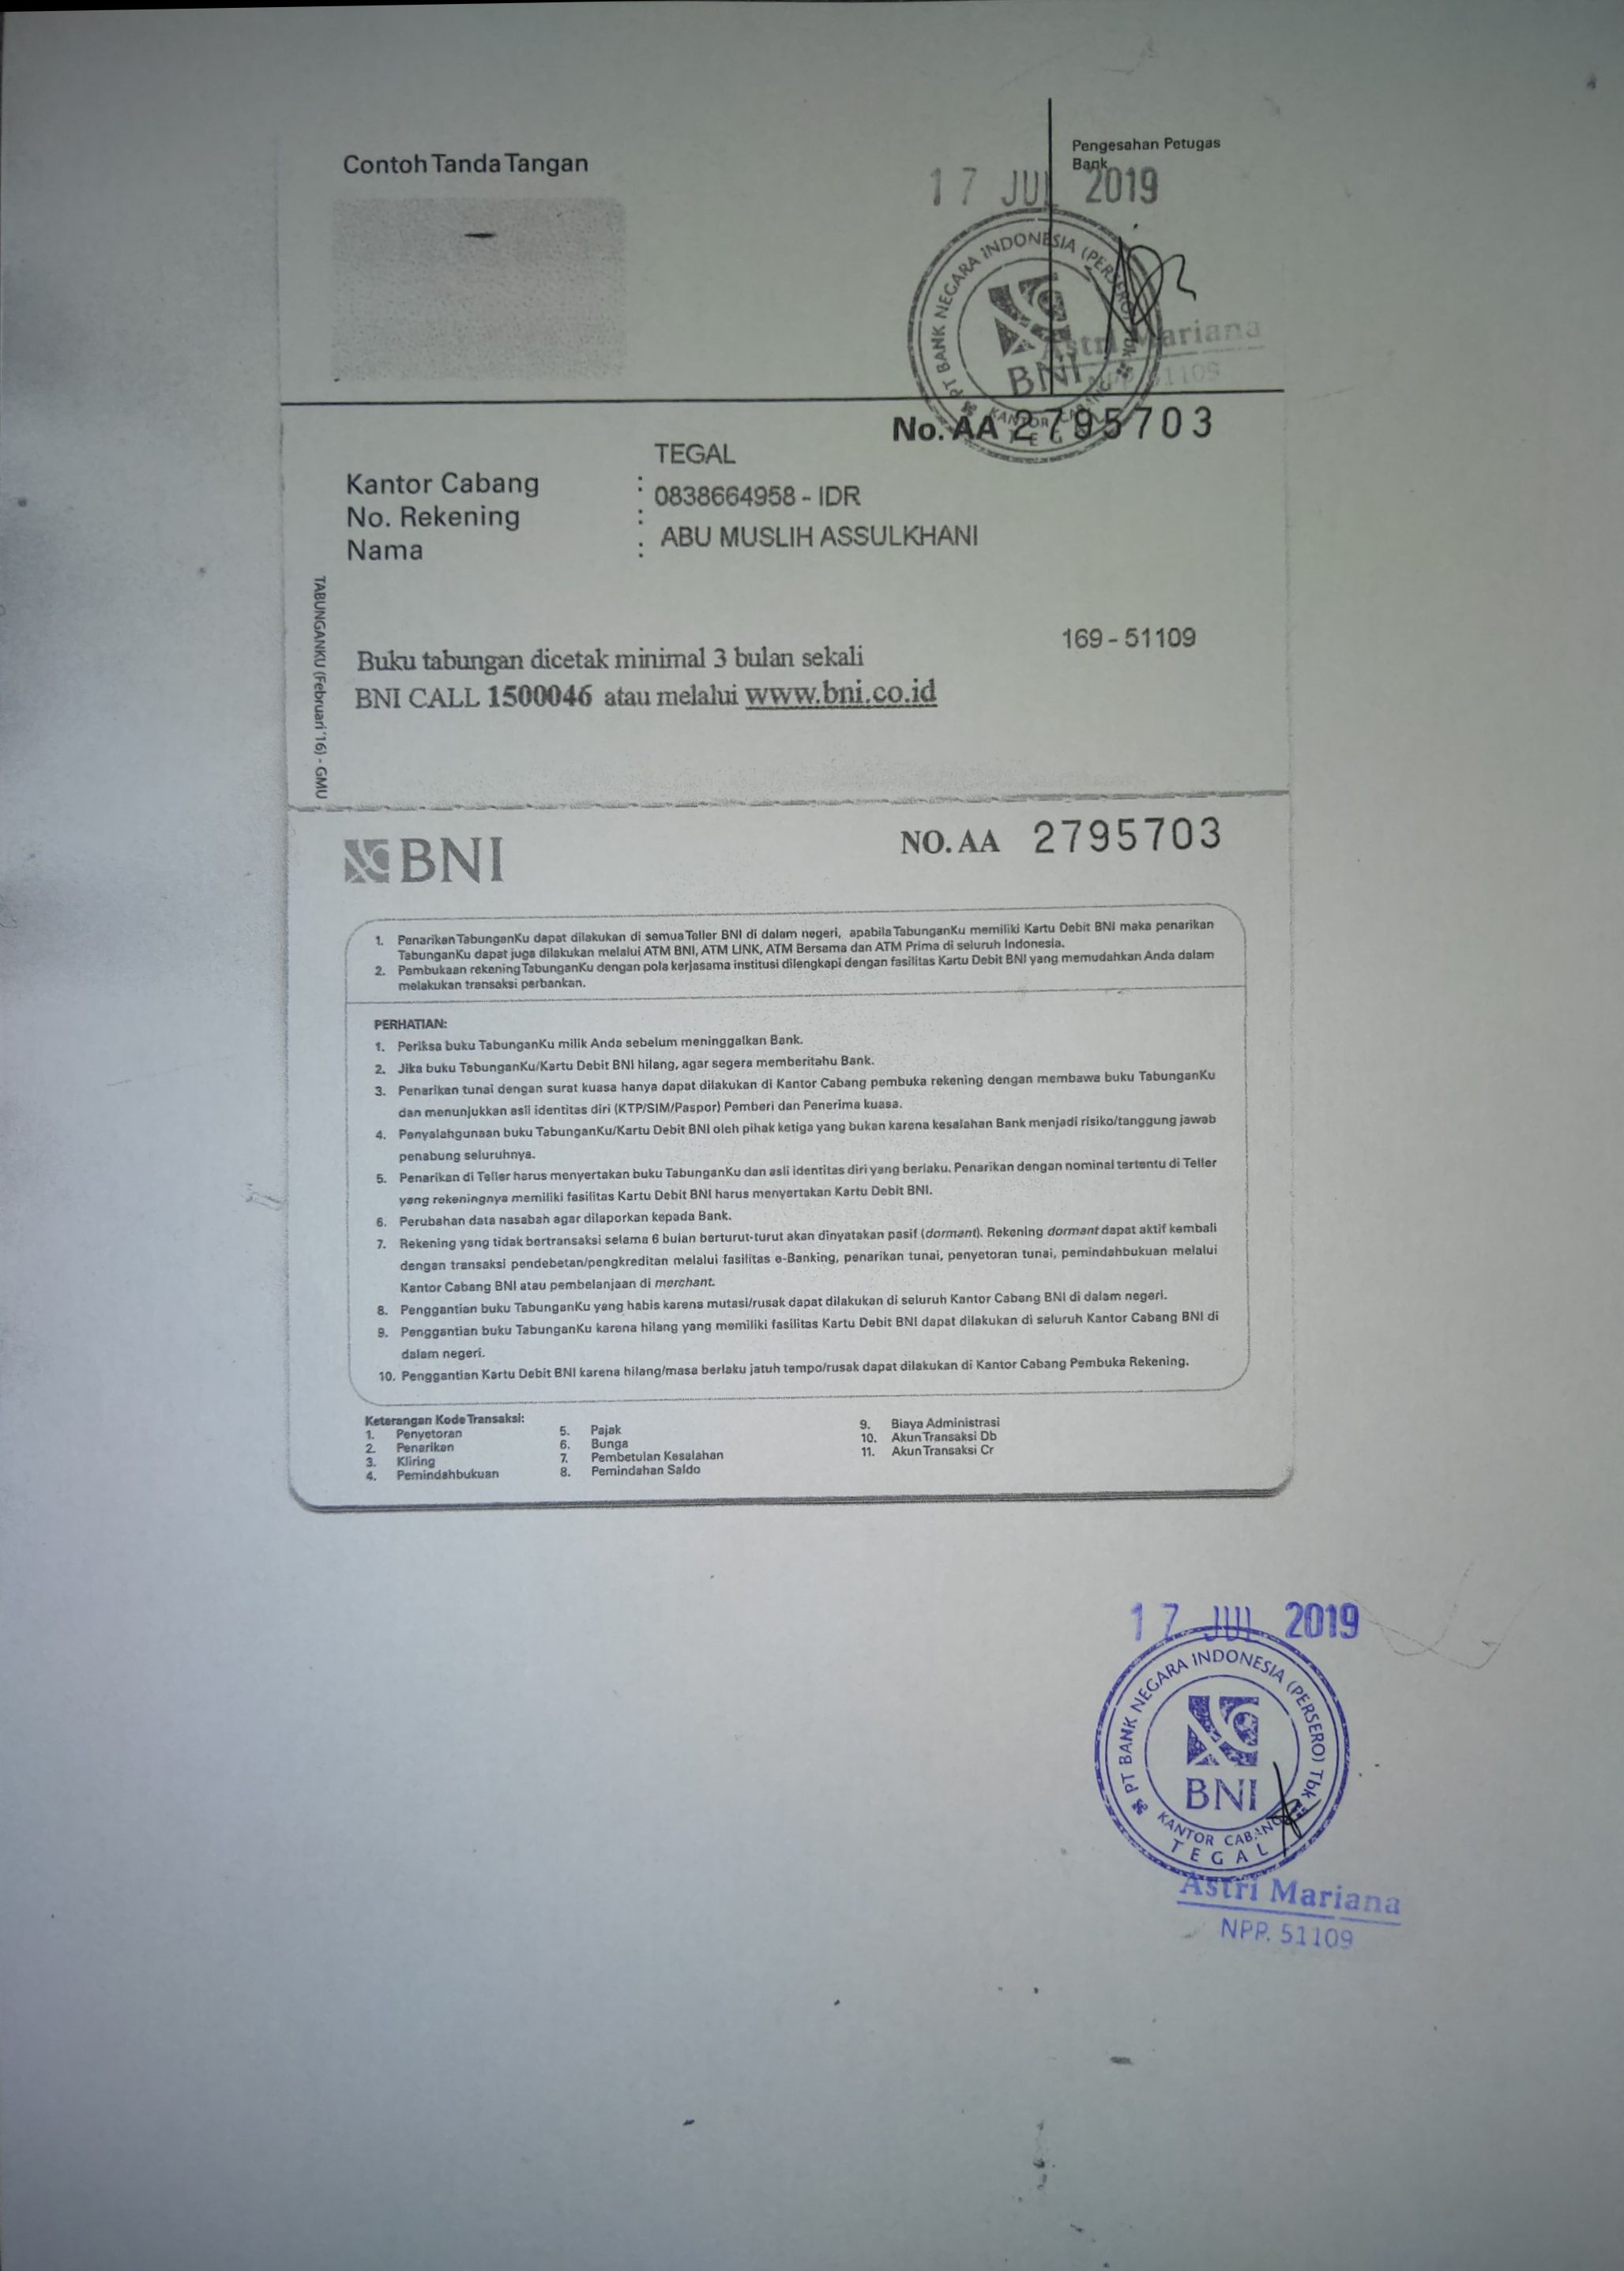 Contoh Tanda Tangan
Pengesahan Petugas
Bank
17 JUL 2019
PT BANK NEGARA INDONESIA (PERSERO) Tbk
BNI
KANTOR CABANG
TEGAL
Astri Mariana
NPP. 51109
No. AA 2795703
TEGAL
Kantor Cabang :
0838664958 - IDR
No. Rekening :
ABU MUSLIH ASSULKHANI
Nama :
TABUNGANKU (Februari '16) - GMU
169 - 51109
Buku tabungan dicetak minimal 3 bulan sekali
BNI CALL 1500046 atau melalui www.bni.co.id
BNI
NO. AA 2795703
1. Penarikan TabunganKu dapat dilakukan di semua Teller BNI di dalam negeri, apabila TabunganKu memiliki Kartu Debit BNI maka penarikan
TabunganKu dapat juga dilakukan melalui ATM BNI, ATM LINK, ATM Bersama dan ATM Prima di seluruh Indonesia.
2. Pembukaan rekening TabunganKu dengan pola kerjasama institusi dilengkapi dengan fasilitas Kartu Debit BNI yang memudahkan Anda dalam
melakukan transaksi perbankan.
PERHATIAN:
1. Periksa buku TabunganKu milik Anda sebelum meninggalkan Bank.
2. Jika buku TabunganKu/Kartu Debit BNI hilang, agar segera memberitahu Bank.
3. Penarikan tunai dengan surat kuasa hanya dapat dilakukan di Kantor Cabang pembuka rekening dengan membawa buku TabunganKu
dan menunjukkan asli identitas diri (KTP/SIM/Paspor) Pemberi dan Penerima kuasa.
4. Penyalahgunaan buku TabunganKu/Kartu Debit BNI oleh pihak ketiga yang bukan karena kesalahan Bank menjadi risiko/tanggung jawab
penabung seluruhnya.
5. Penarikan di Teller harus menyertakan buku TabunganKu dan asli identitas diri yang berlaku. Penarikan dengan nominal tertentu di Teller
yang rekeningnya memiliki fasilitas Kartu Debit BNI harus menyertakan Kartu Debit BNI.
6. Perubahan data nasabah agar dilaporkan kepada Bank.
7. Rekening yang tidak bertransaksi selama 6 bulan berturut-turut akan dinyatakan pasif (dormant). Rekening dormant dapat aktif kembali
dengan transaksi pendebetan/pengkreditan melalui fasilitas e-Banking, penarikan tunai, penyetoran tunai, pemindahbukuan melalui
Kantor Cabang BNI atau pembelanjaan di merchant.
8. Penggantian buku TabunganKu yang habis karena mutasi/rusak dapat dilakukan di seluruh Kantor Cabang BNI di dalam negeri.
9. Penggantian buku TabunganKu karena hilang yang memiliki fasilitas Kartu Debit BNI dapat dilakukan di seluruh Kantor Cabang BNI di
dalam negeri.
10. Penggantian Kartu Debit BNI karena hilang/masa berlaku jatuh tempo/rusak dapat dilakukan di Kantor Cabang Pembuka Rekening.
Keterangan Kode Transaksi:
1. Penyetoran
2. Penarikan
3. Kliring
4. Pemindahbukuan
5. Pajak
6. Bunga
7. Pembetulan Kesalahan
8. Pemindahan Saldo
9. Biaya Administrasi
10. Akun Transaksi Db
11. Akun Transaksi Cr
17 JUL 2019
PT BANK NEGARA INDONESIA (PERSERO) Tbk
BNI
KANTOR CABANG
TEGAL
Astri Mariana
NPP. 51109